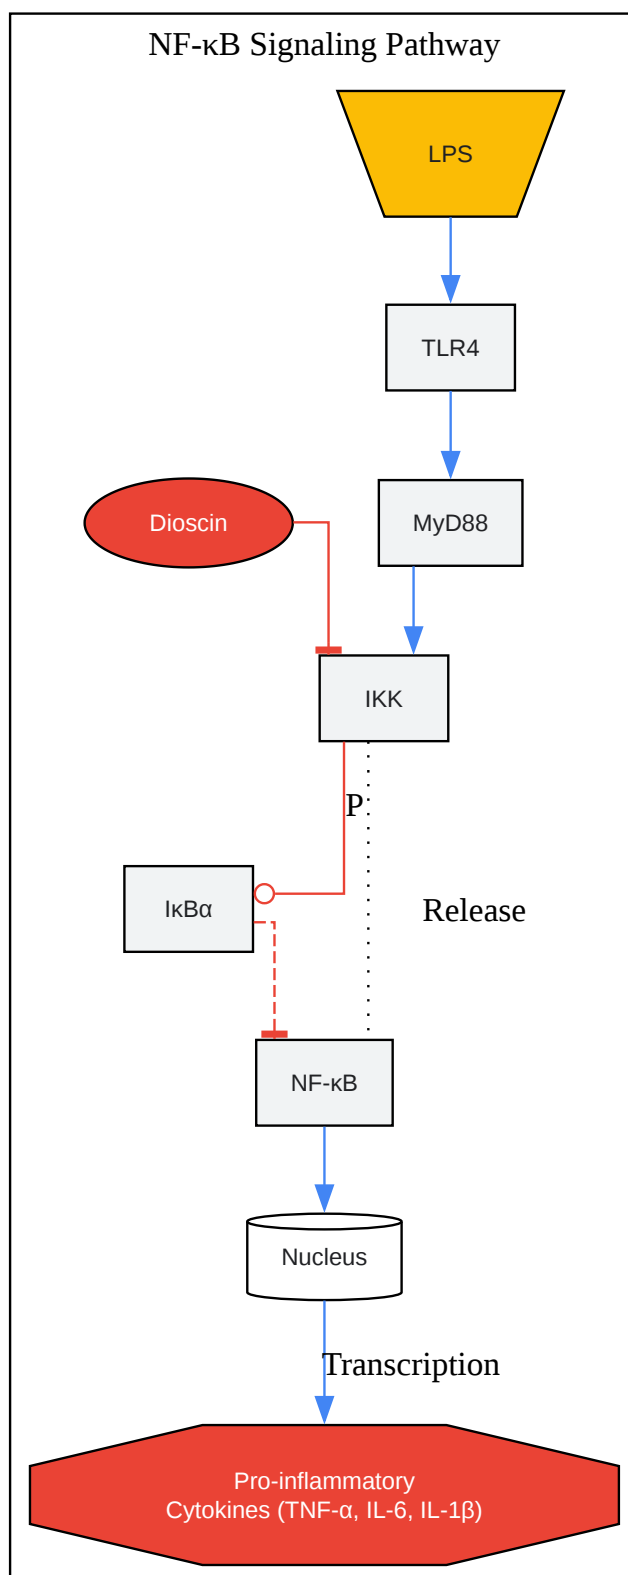 NF-κB Signaling Pathway
LPS
TLR4
Dioscin
MyD88
IKK
P
IκBα
Release
NF-κB
Nucleus
Transcription
Pro-inflammatory
Cytokines (TNF-α, IL-6, IL-1β)